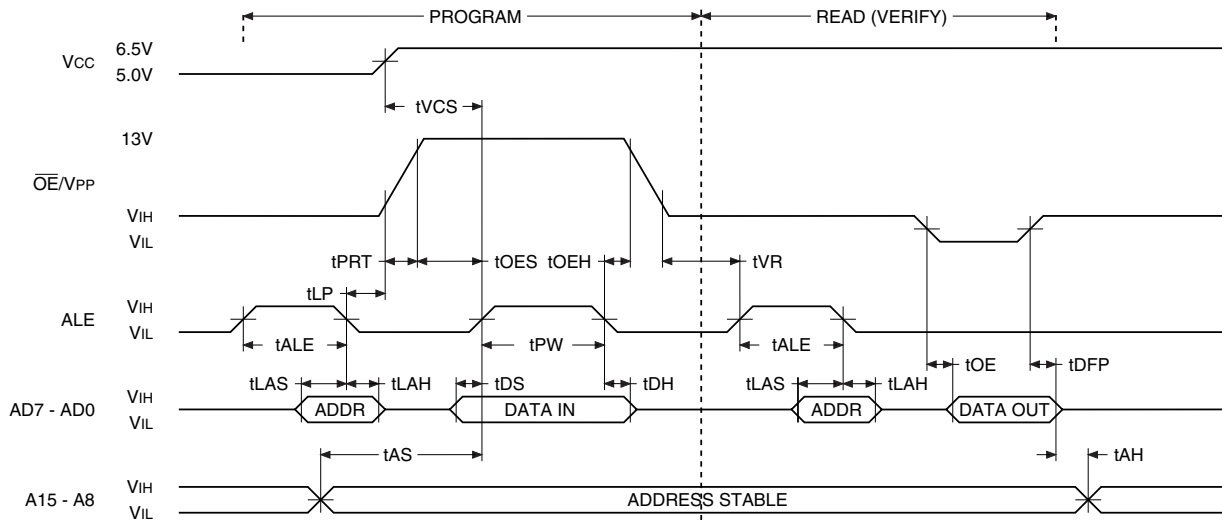 PROGRAM READ (VERIFY)
6.5V
VCC
5.0V
tVCS
13V
OE/VPP
VIH
VIL
tPRT tOES tOEH tVR
tLP
VIH
ALE
VIL
tALE tPW tALE tOE tDFP
tLAS tLAH tDS tDH tLAS tLAH
VIH
AD7 - AD0 ADDR DATA IN ADDR DATA OUT
VIL
tAS tAH
VIH
A15 - A8 ADDRESS STABLE
VIL